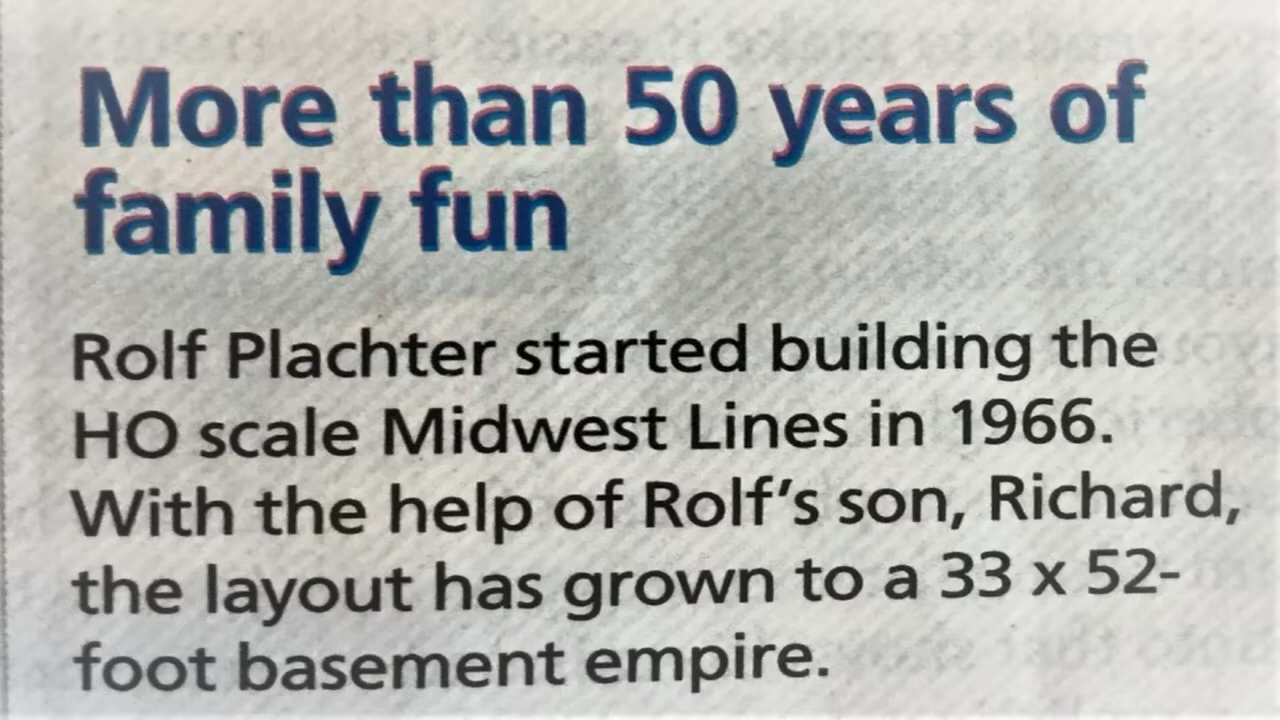 More than 50 years of
family fun
Rolf Plachter started building the
HO scale Midwest Lines in 1966.
With the help of Rolf's son, Richard,
the layout has grown to a 33 x 52-
foot basement empire.